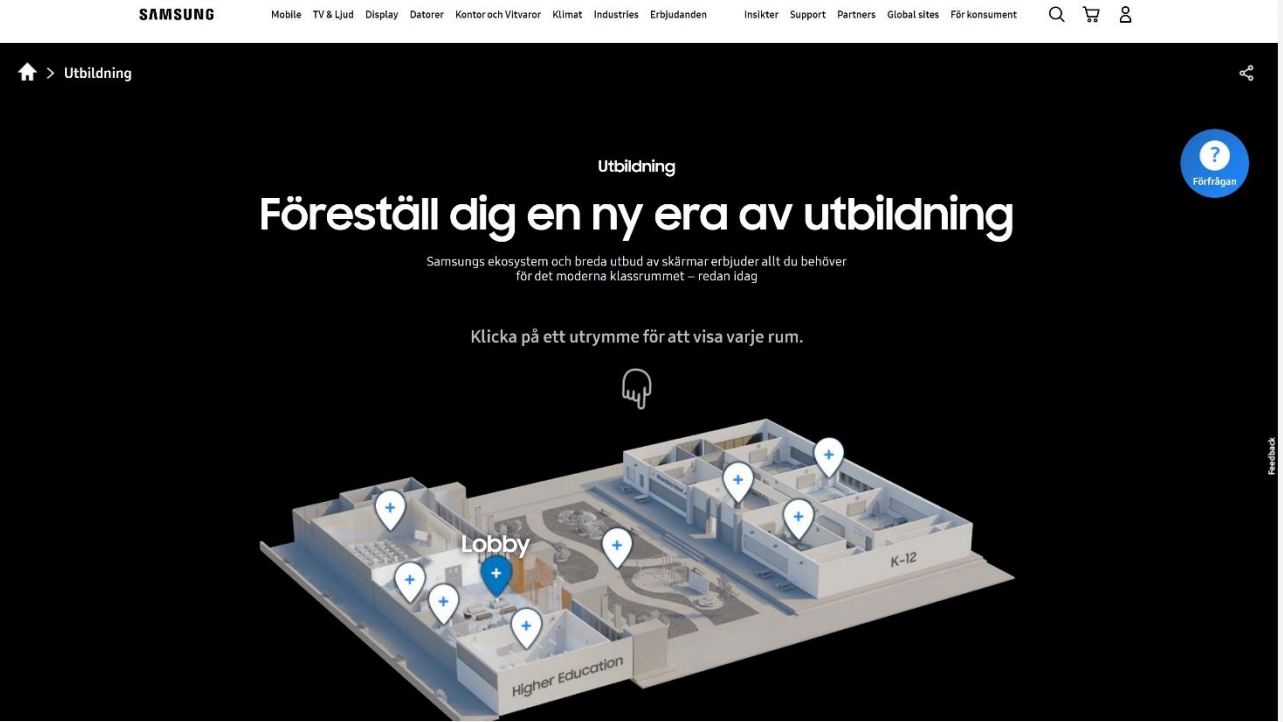 SAMSUNG
Mobile TV & Ljud Display Datorer Kontor och Vitvaror Klimat Industries Erbjudanden Insikter Support Partners Global sites För konsument
Utbildning
? Förfrågan
Utbildning
Föreställ dig en ny era av utbildning
Samsungs ekosystem och breda utbud av skärmar erbjuder allt du behöver
för det moderna klassrummet – redan idag
Klicka på ett utrymme för att visa varje rum.
Feedback
Lobby
K-12
Higher Education